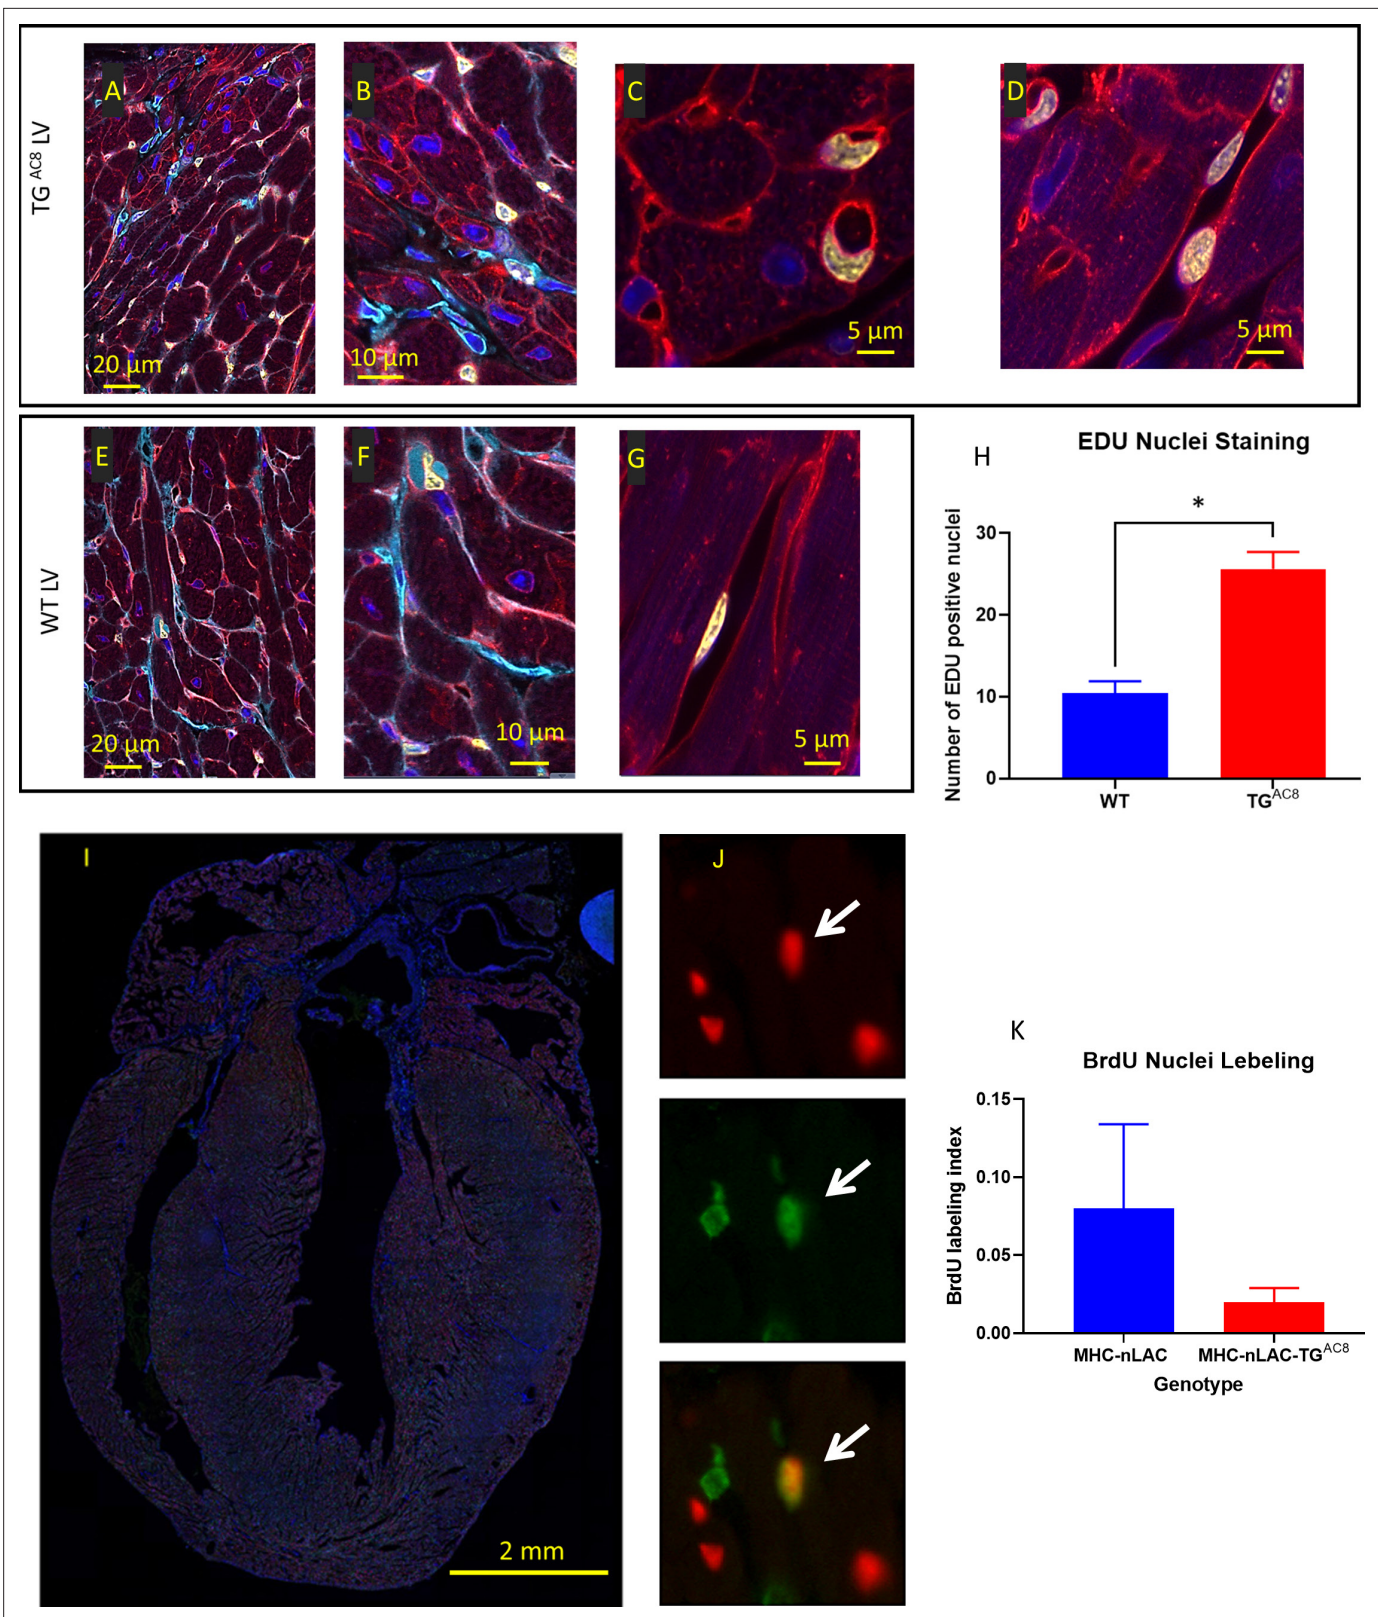 TG AC8 LV
A
20 µm
B
10 µm
C
5 µm
D
5 µm
WT LV
E
20 µm
F
10 µm
G
5 µm
H
EDU Nuclei Staining
Number of EDU positive nuclei
30
20
10
0
*
WT
TGAC8
I
2 mm
J
K
BrdU Nuclei Lebeling
BrdU labeling index
0.15
0.10
0.05
0.00
MHC-nLAC
MHC-nLAC-TGAC8
Genotype